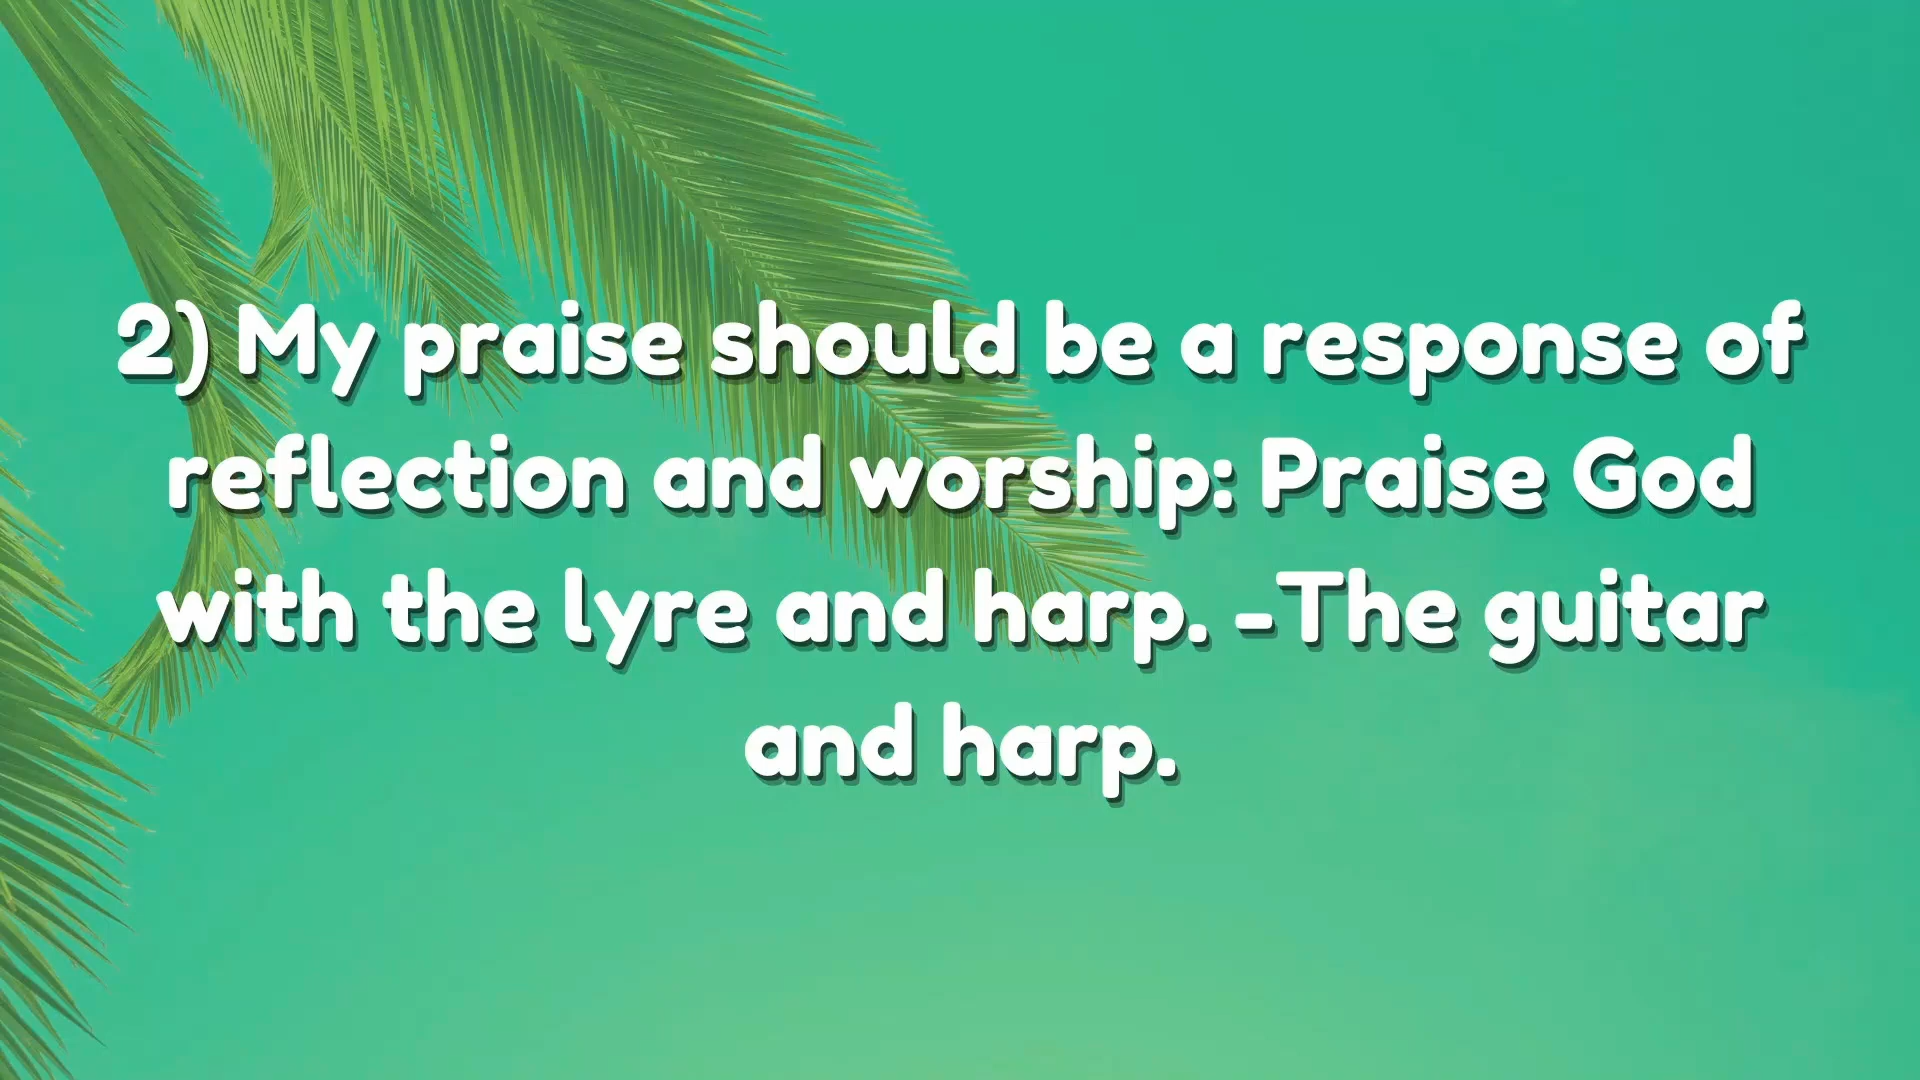 2) My praise should be a response of
reflection and worship: Praise God
with the lyre and harp. -The guitar
and harp.